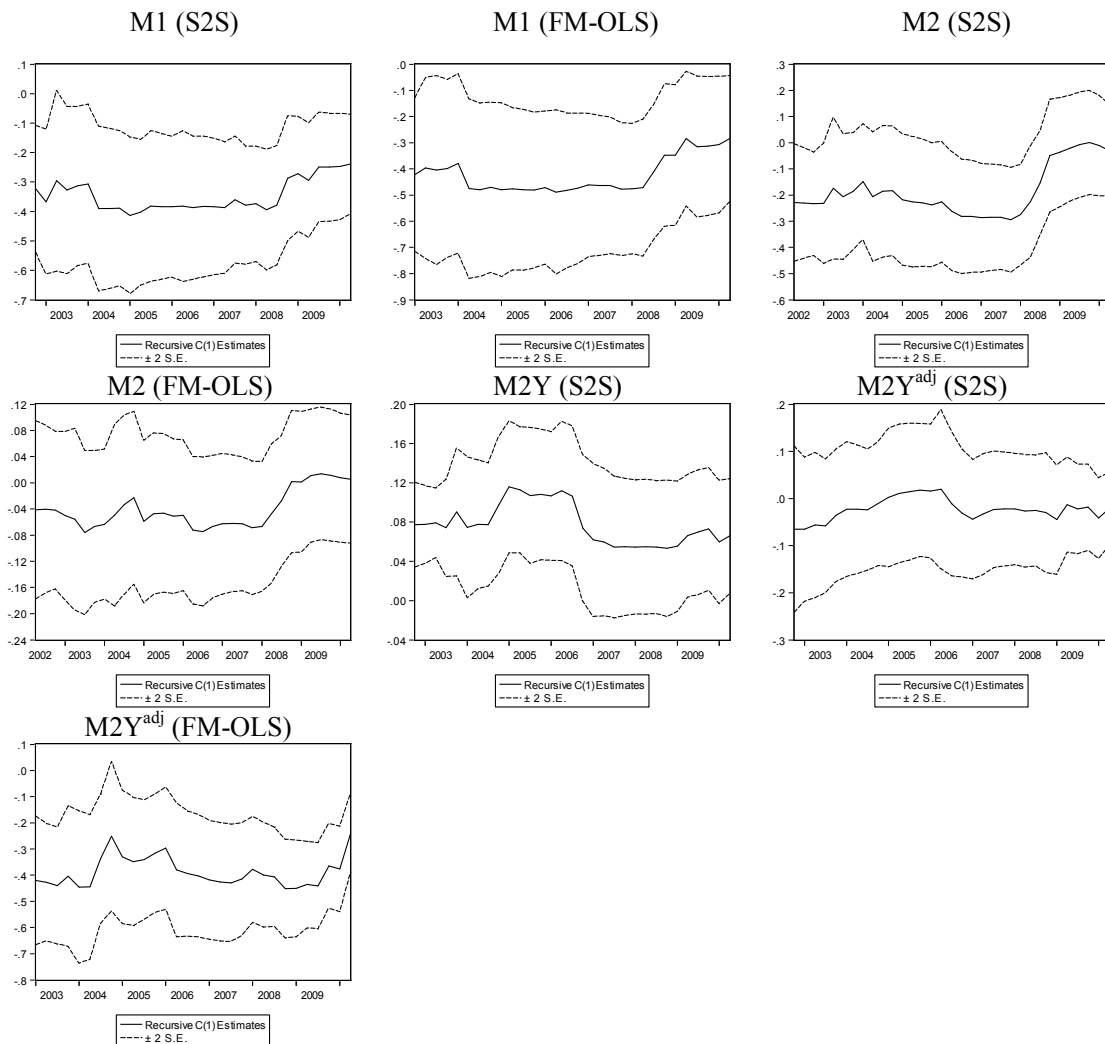 M1 (S2S)
M1 (FM-OLS)
M2 (S2S)
.1
.0
-.1
-.2
-.3
-.4
-.5
-.6
-.7
2003 2004 2005 2006 2007 2008 2009
Recursive C(1) Estimates
± 2 S.E.
.0
-.1
-.2
-.3
-.4
-.5
-.6
-.7
-.8
-.9
2003 2004 2005 2006 2007 2008 2009
Recursive C(1) Estimates
± 2 S.E.
.3
.2
.1
.0
-.1
-.2
-.3
-.4
-.5
-.6
2002 2003 2004 2005 2006 2007 2008 2009
Recursive C(1) Estimates
± 2 S.E.
M2 (FM-OLS)
M2Y (S2S)
M2Yadj (S2S)
.12
.08
.04
.00
-.04
-.08
-.12
-.16
-.20
-.24
2002 2003 2004 2005 2006 2007 2008 2009
Recursive C(1) Estimates
± 2 S.E.
.20
.16
.12
.08
.04
.00
-.04
2003 2004 2005 2006 2007 2008 2009
Recursive C(1) Estimates
± 2 S.E.
.2
.1
.0
-.1
-.2
-.3
2003 2004 2005 2006 2007 2008 2009
Recursive C(1) Estimates
± 2 S.E.
M2Yadj (FM-OLS)
.1
.0
-.1
-.2
-.3
-.4
-.5
-.6
-.7
-.8
2003 2004 2005 2006 2007 2008 2009
Recursive C(1) Estimates
± 2 S.E.